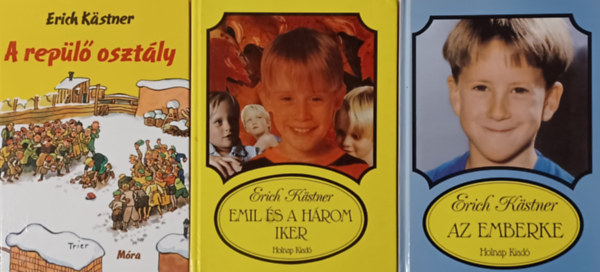 Erich Kästner
A repülő osztály
Trier
Móra
Erich Kästner
EMIL ÉS A HÁROM
IKER
Holnap Kiadó
Erich Kästner
AZ EMBERKE
Holnap Kiadó